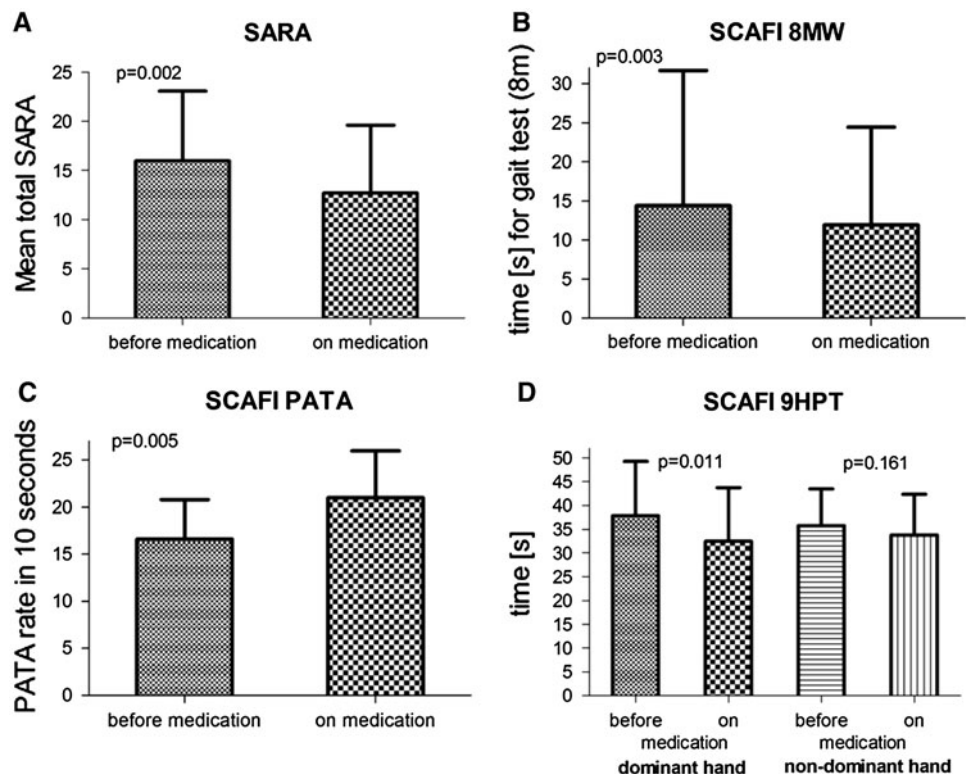 A
SARA
p=0.002
Mean total SARA
25
20
15
10
5
0
before medication
on medication
B
SCAFI 8MW
p=0.003
time [s] for gait test (8m)
30
25
20
15
10
5
0
before medication
on medication
C
SCAFI PATA
p=0.005
PATA rate in 10 seconds
25
20
15
10
5
0
before medication
on medication
D
SCAFI 9HPT
p=0.011
p=0.161
time [s]
50
45
40
35
30
25
20
15
10
5
0
before on before on
medication medication
dominant hand non-dominant hand